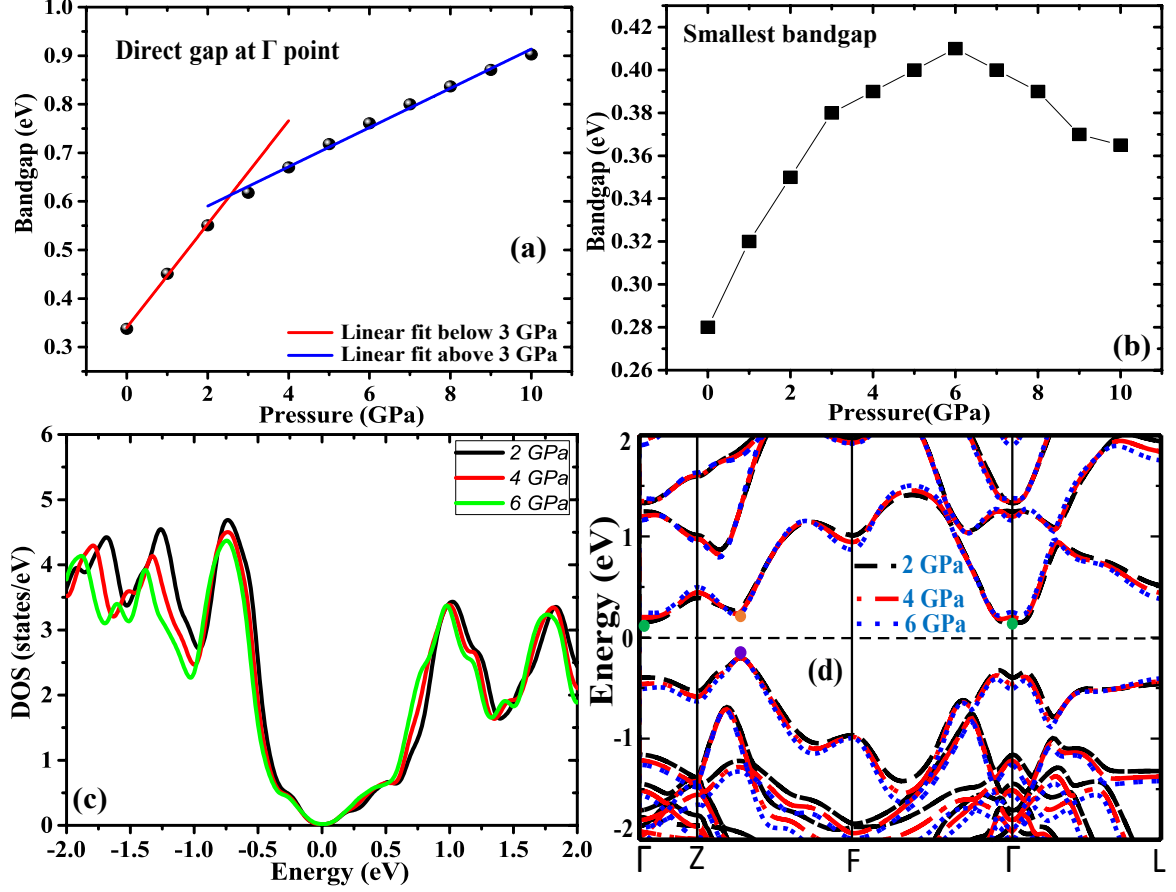 (a)
Direct gap at Γ point
Bandgap (eV)
1.0
0.9
0.8
0.7
0.6
0.5
0.4
0.3
Linear fit below 3 GPa
Linear fit above 3 GPa
0 2 4 6 8 10
Pressure (GPa)
(b)
Smallest bandgap
Bandgap (eV)
0.40
0.38
0.36
0.34
0.32
0.30
0.28
0.26
0 2 4 6 8 10
Pressure(GPa)
(c)
DOS (states/eV)
6
5
4
3
2
1
0
2 GPa
4 GPa
6 GPa
-2.0 -1.5 -1.0 -0.5 0.0 0.5 1.0 1.5 2.0
Energy (eV)
(d)
Energy (eV)
2
1
0
-1
-2
2 GPa
4 GPa
6 GPa
Γ Z F Γ L